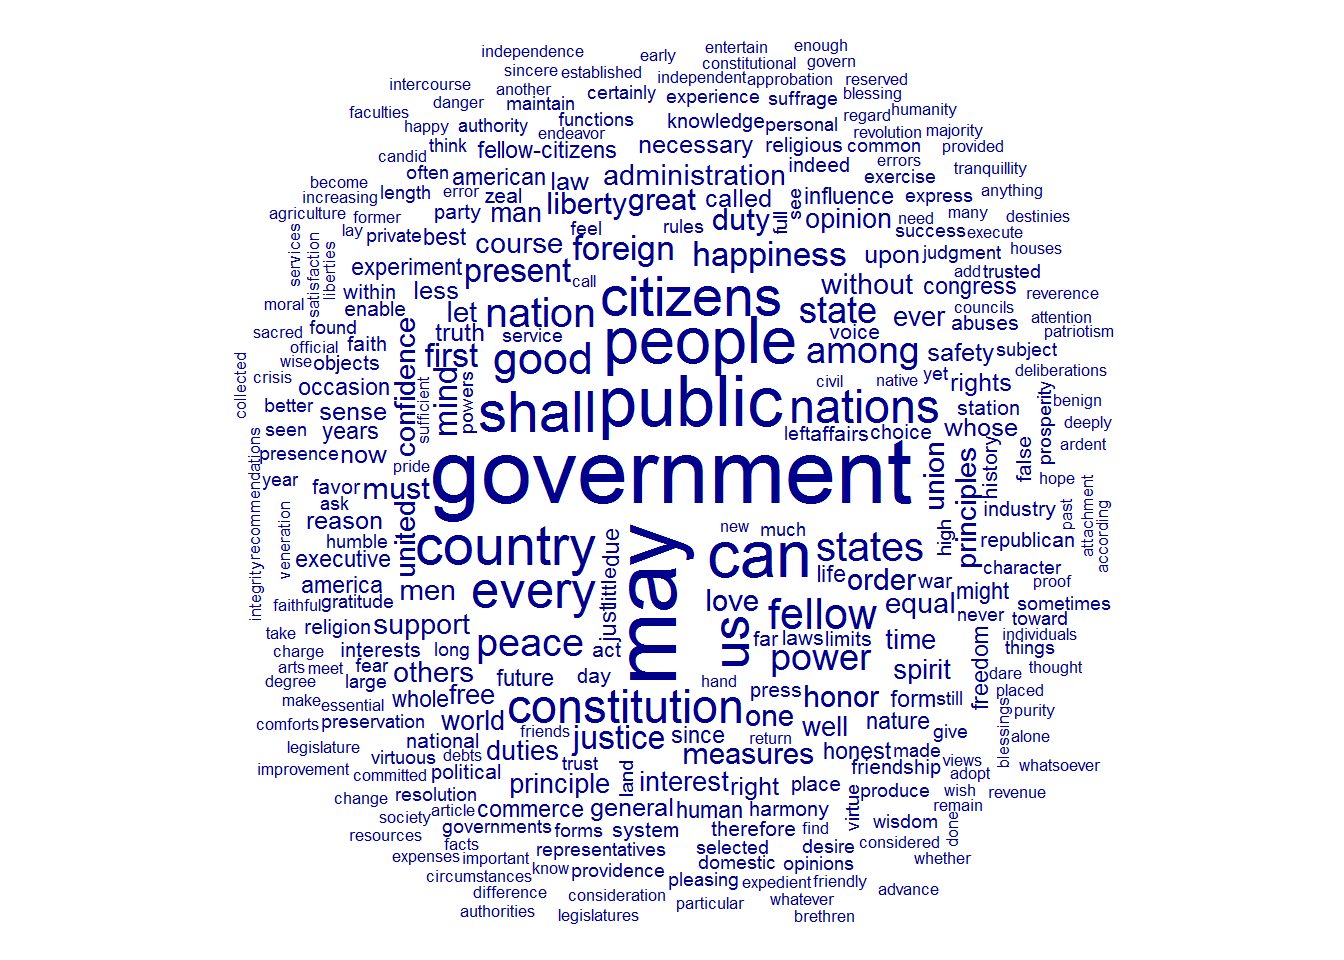 independence early entertain enough
sincere established constitutional govern
intercourse another independent approbation reserved
faculties danger maintain certainly experience suffrage blessing
happy authority endeavor functions knowledge personal regard humanity
candid think fellow-citizens necessary religious common revolution majority
often american law administration indeed errors provided tranquillity
become increasing length error zeal liberty great called see influence exercise express anything
agriculture former party man duty full opinion need many destinies
services lay private best course feel foreign rules happiness upon success execute
satisfaction liberties experiment present call citizens without judgment houses
moral within less let nation state congress add trusted reverence
enable truth service people voice ever abuses councils attention patriotism
sacred found faith confidence first good among safety subject
official wise objects mind powers civil native yet rights deliberations
collected crisis occasion sufficient shall public nations station prosperity benign
better sense left affairs choice whose deeply
seen years now government union history false ardent
presence pride principles hope
year favor must industry past attachment according
integrity recommendations veneration ask reason united country may new much can states high republican
humble executive little due life order war character
america men every just love fellow equal might proof
faithful gratitude us never toward sometimes
take religion support peace act far laws limits time freedom individuals things
charge interests long power spirit
arts meet fear others future day hand dare thought
degree large whole free press honor form still placed
make essential constitution one well nature blessings purity
comforts preservation world friends justice since return give alone
legislature national duties measures honest made views
virtuous debts trust land friendship adopt whatsoever
improvement committed political principle interest right place produce wish revenue
change resolution commerce general human harmony virtue remain
society article governments forms system therefore find wisdom done
resources facts representatives selected desire considered
expenses important know providence domestic opinions whether
circumstances pleasing expedient friendly advance
difference consideration particular whatever
authorities legislatures brethren